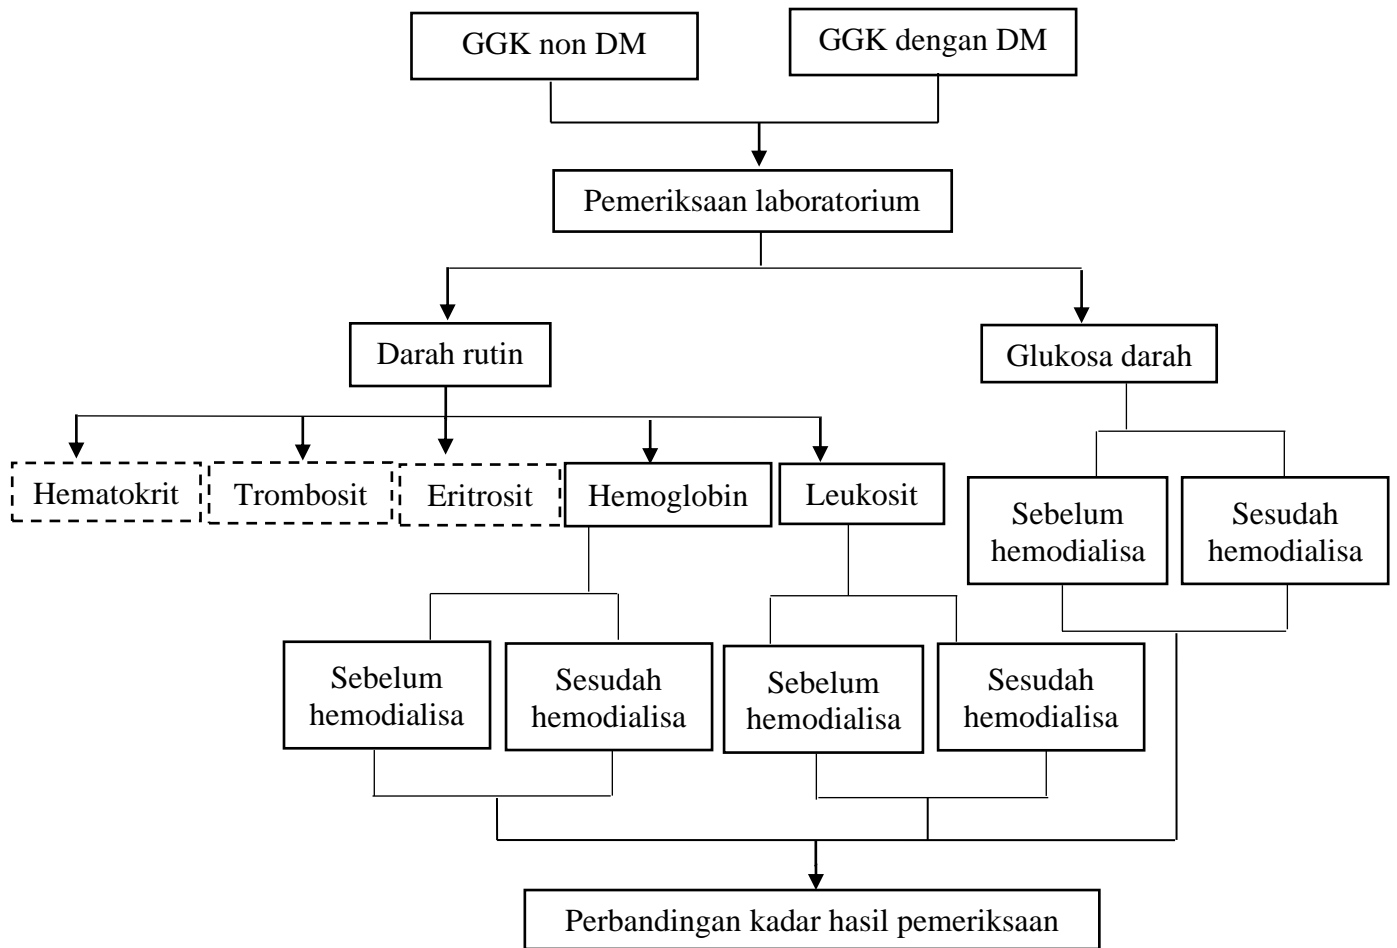 GGK non DM
GGK dengan DM
Pemeriksaan laboratorium
Darah rutin
Glukosa darah
Hematokrit
Trombosit
Eritrosit
Hemoglobin
Leukosit
Sebelum
hemodialisa
Sesudah
hemodialisa
Sebelum
hemodialisa
Sesudah
hemodialisa
Sebelum
hemodialisa
Sesudah
hemodialisa
Perbandingan kadar hasil pemeriksaan